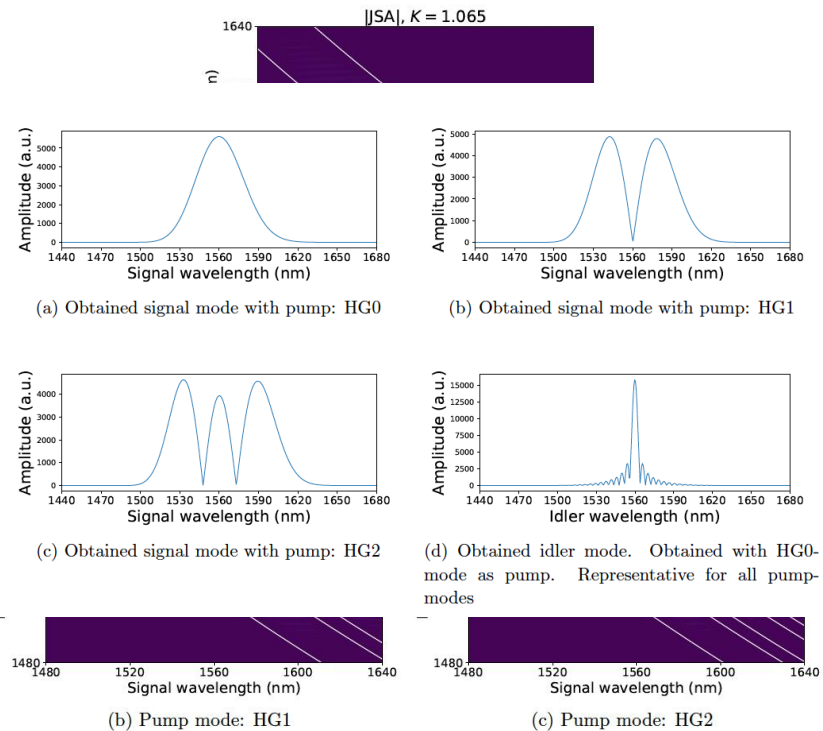 |JSA|, K = 1.065
1640
n)
Amplitude (a.u.)
5000
4000
3000
2000
1000
0
1440 1470 1500 1530 1560 1590 1620 1650 1680
Signal wavelength (nm)
(a) Obtained signal mode with pump: HG0
Amplitude (a.u.)
5000
4000
3000
2000
1000
0
1440 1470 1500 1530 1560 1590 1620 1650 1680
Signal wavelength (nm)
(b) Obtained signal mode with pump: HG1
Amplitude (a.u.)
4000
3000
2000
1000
0
1440 1470 1500 1530 1560 1590 1620 1650 1680
Signal wavelength (nm)
(c) Obtained signal mode with pump: HG2
Amplitude (a.u.)
15000
12500
10000
7500
5000
2500
0
1440 1470 1500 1530 1560 1590 1620 1650 1680
Idler wavelength (nm)
(d) Obtained idler mode. Obtained with HG0-
mode as pump. Representative for all pump-
modes
1480
1480 1520 1560 1600 1640
Signal wavelength (nm)
(b) Pump mode: HG1
1480
1480 1520 1560 1600 1640
Signal wavelength (nm)
(c) Pump mode: HG2